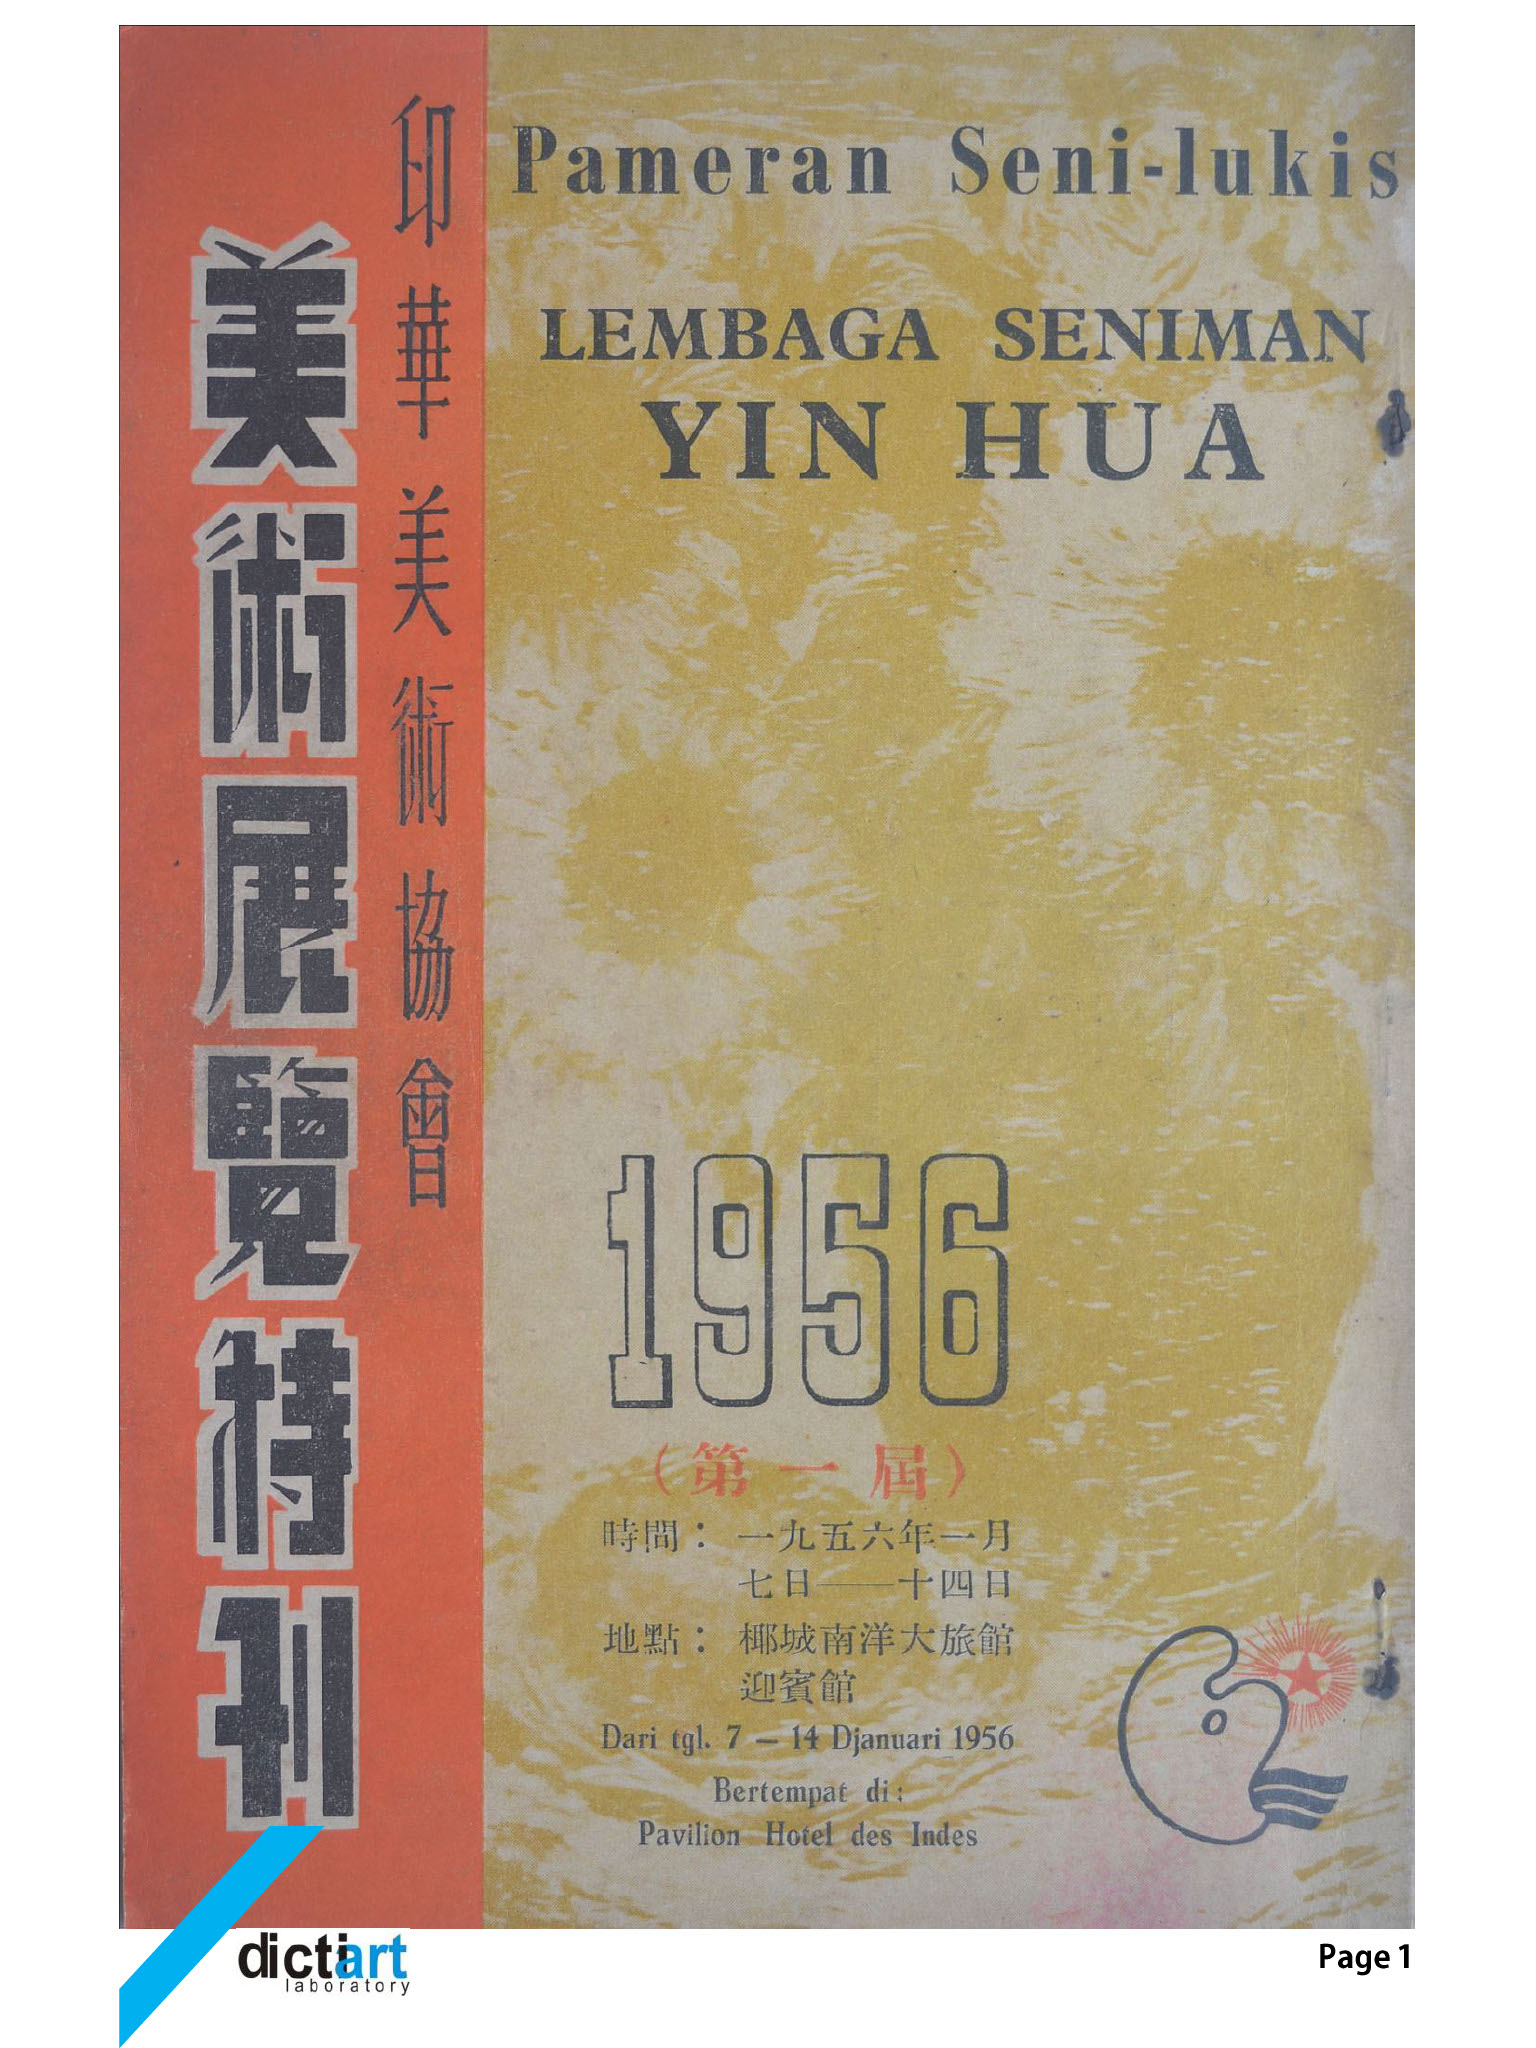 印華美術協會
美術展覽特刊
Pameran Seni-lukis
LEMBAGA SENIMAN
YIN HUA
1956
（第一屆）
時間：一九五六年一月
七日——十四日
地點：椰城南洋大旅館
迎賓館
Dari tgl. 7 — 14 Djanuari 1956
Bertempat di:
Pavilion Hotel des Indes
dictiart
laboratory
Page 1